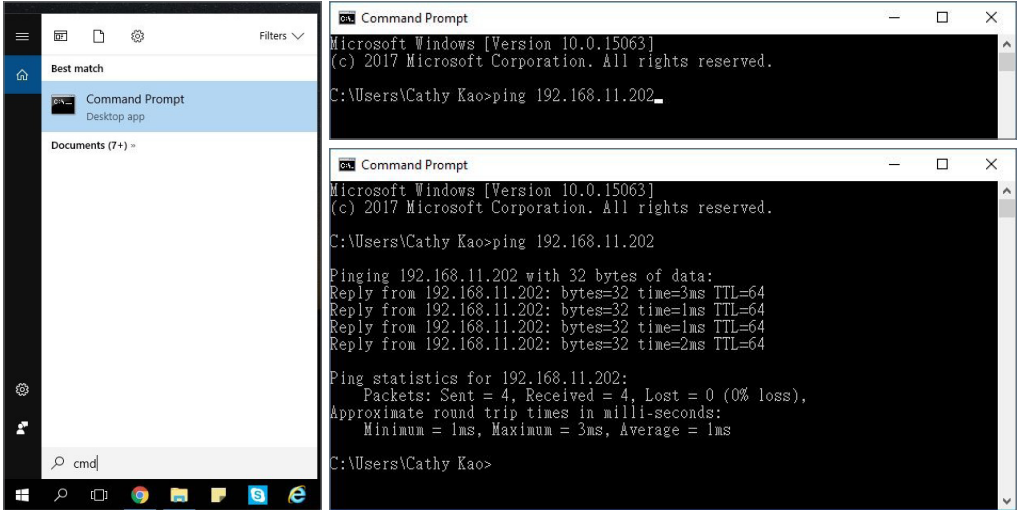 Filters
Best match
Command Prompt
Desktop app
Documents (7+) »
cmd
Command Prompt
Microsoft Windows [Version 10.0.15063]
(c) 2017 Microsoft Corporation. All rights reserved.
C:\Users\Cathy Kao>ping 192.168.11.202
Command Prompt
Microsoft Windows [Version 10.0.15063]
(c) 2017 Microsoft Corporation. All rights reserved.
C:\Users\Cathy Kao>ping 192.168.11.202
Pinging 192.168.11.202 with 32 bytes of data:
Reply from 192.168.11.202: bytes=32 time=3ms TTL=64
Reply from 192.168.11.202: bytes=32 time=1ms TTL=64
Reply from 192.168.11.202: bytes=32 time=1ms TTL=64
Reply from 192.168.11.202: bytes=32 time=2ms TTL=64
Ping statistics for 192.168.11.202:
Packets: Sent = 4, Received = 4, Lost = 0 (0% loss),
Approximate round trip times in milli-seconds:
Minimum = 1ms, Maximum = 3ms, Average = 1ms
C:\Users\Cathy Kao>